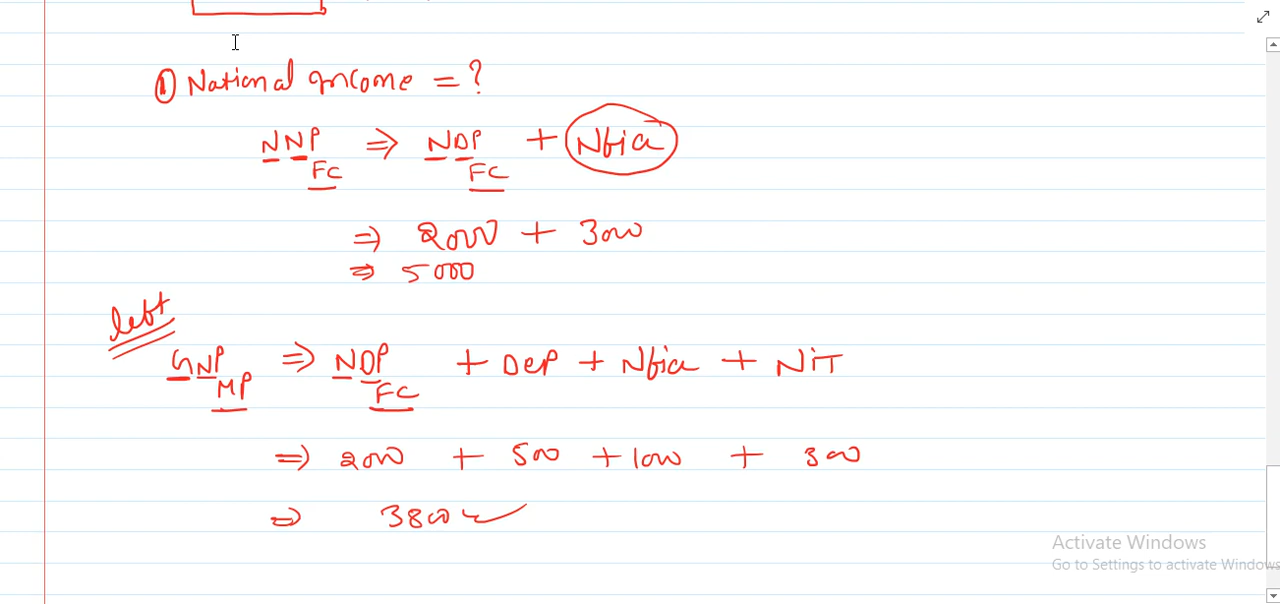 ① National Income = ?
NNP FC ⇒ NDP FC + Nfia
⇒ 2000 + 3000
⇒ 5000
GNP MP ⇒ NDP FC + Dep + Nfia + NIT
⇒ 2000 + 500 + 1000 + 300
⇒ 3800 ✓
Activate Windows
Go to Settings to activate Windows